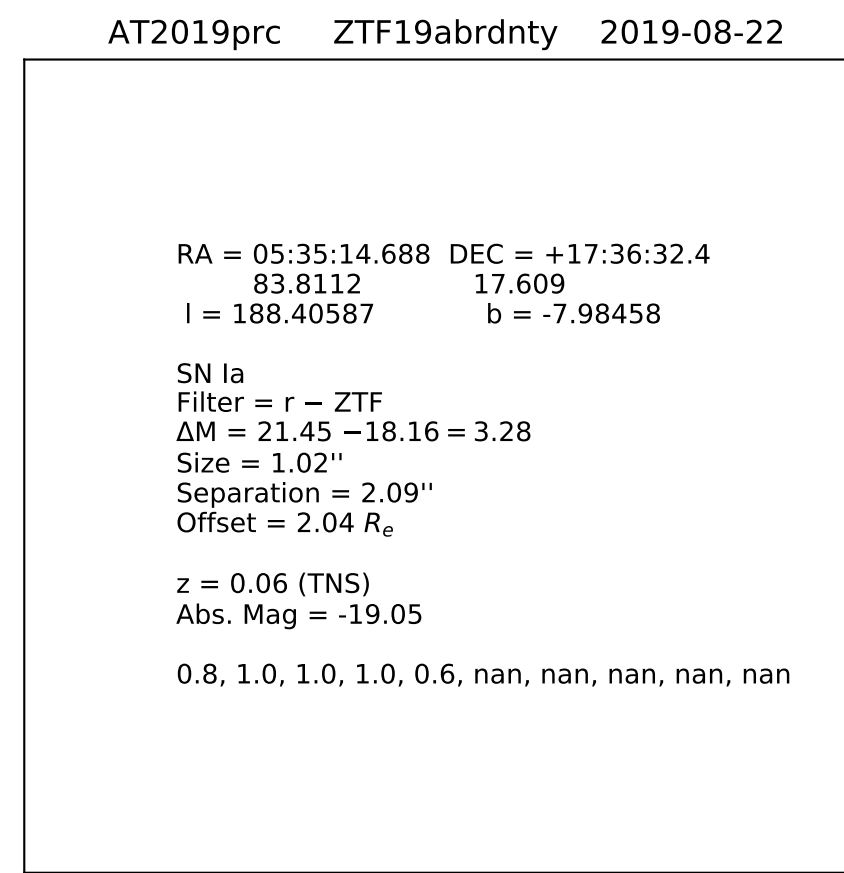 AT2019prc ZTF19abrdnty 2019-08-22
RA = 05:35:14.688 DEC = +17:36:32.4
83.8112 17.609
l = 188.40587 b = -7.98458
SN Ia
Filter = r − ZTF
ΔM = 21.45 −18.16 = 3.28
Size = 1.02''
Separation = 2.09''
Offset = 2.04 Rₑ
z = 0.06 (TNS)
Abs. Mag = -19.05
0.8, 1.0, 1.0, 1.0, 0.6, nan, nan, nan, nan, nan